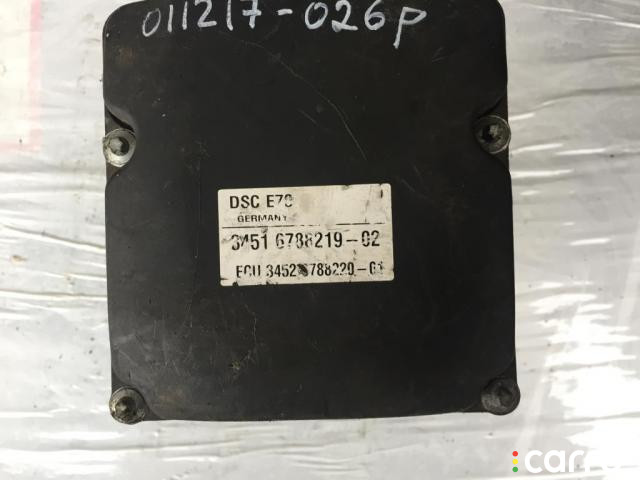 011217-026P
DSC E70
GERMANY
3451 6788219-02
ECU 3452 6788220-01
carro